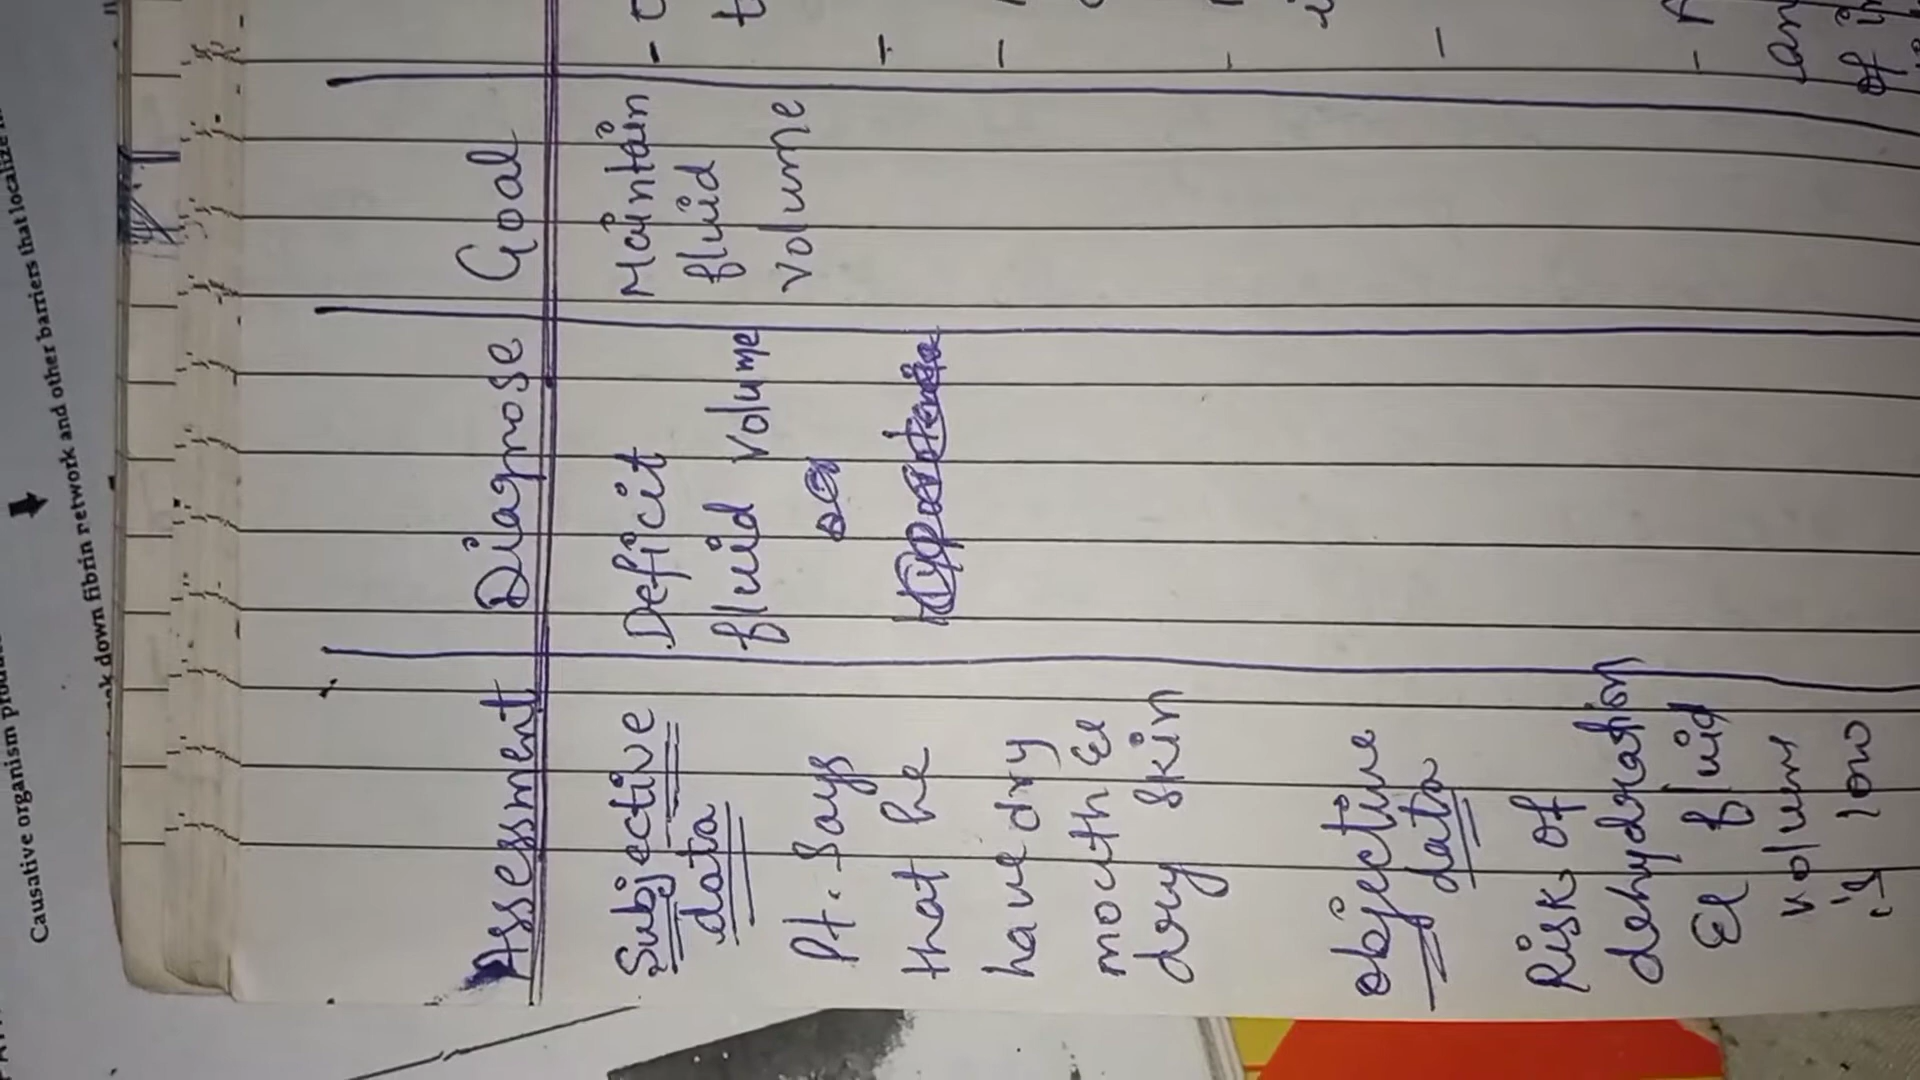 Assessment
Subjective
data
Pt. Says
that he
have dry
mouth &
dry skin
Objective
data
Risk of
dehydration
& fluid
volume
is low
Diagnose
Deficit
fluid volume
Goal
Maintain
fluid
volume
Causative organism
down fibrin network and other barriers that localize